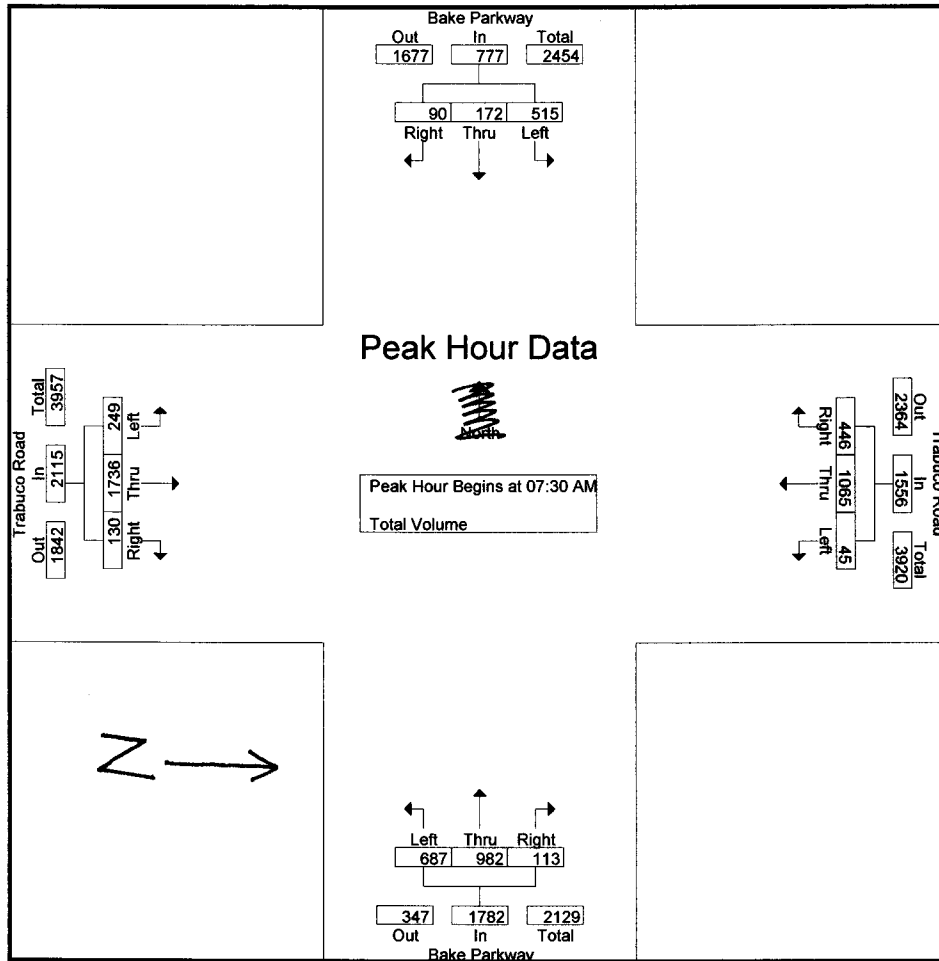 Bake Parkway
Out In Total
1677 777 2454
90 172 515
Right Thru Left
Peak Hour Data
North
Peak Hour Begins at 07:30 AM
Total Volume
Trabuco Road
Total In Out
3957 2115 1842
249 1736 130
Left Thru Right
Right Thru Left
446 1065 45
2364 1556 3920
Out In Total
Trabuco Road
Z
Left Thru Right
687 982 113
347 1782 2129
Out In Total
Bake Parkway